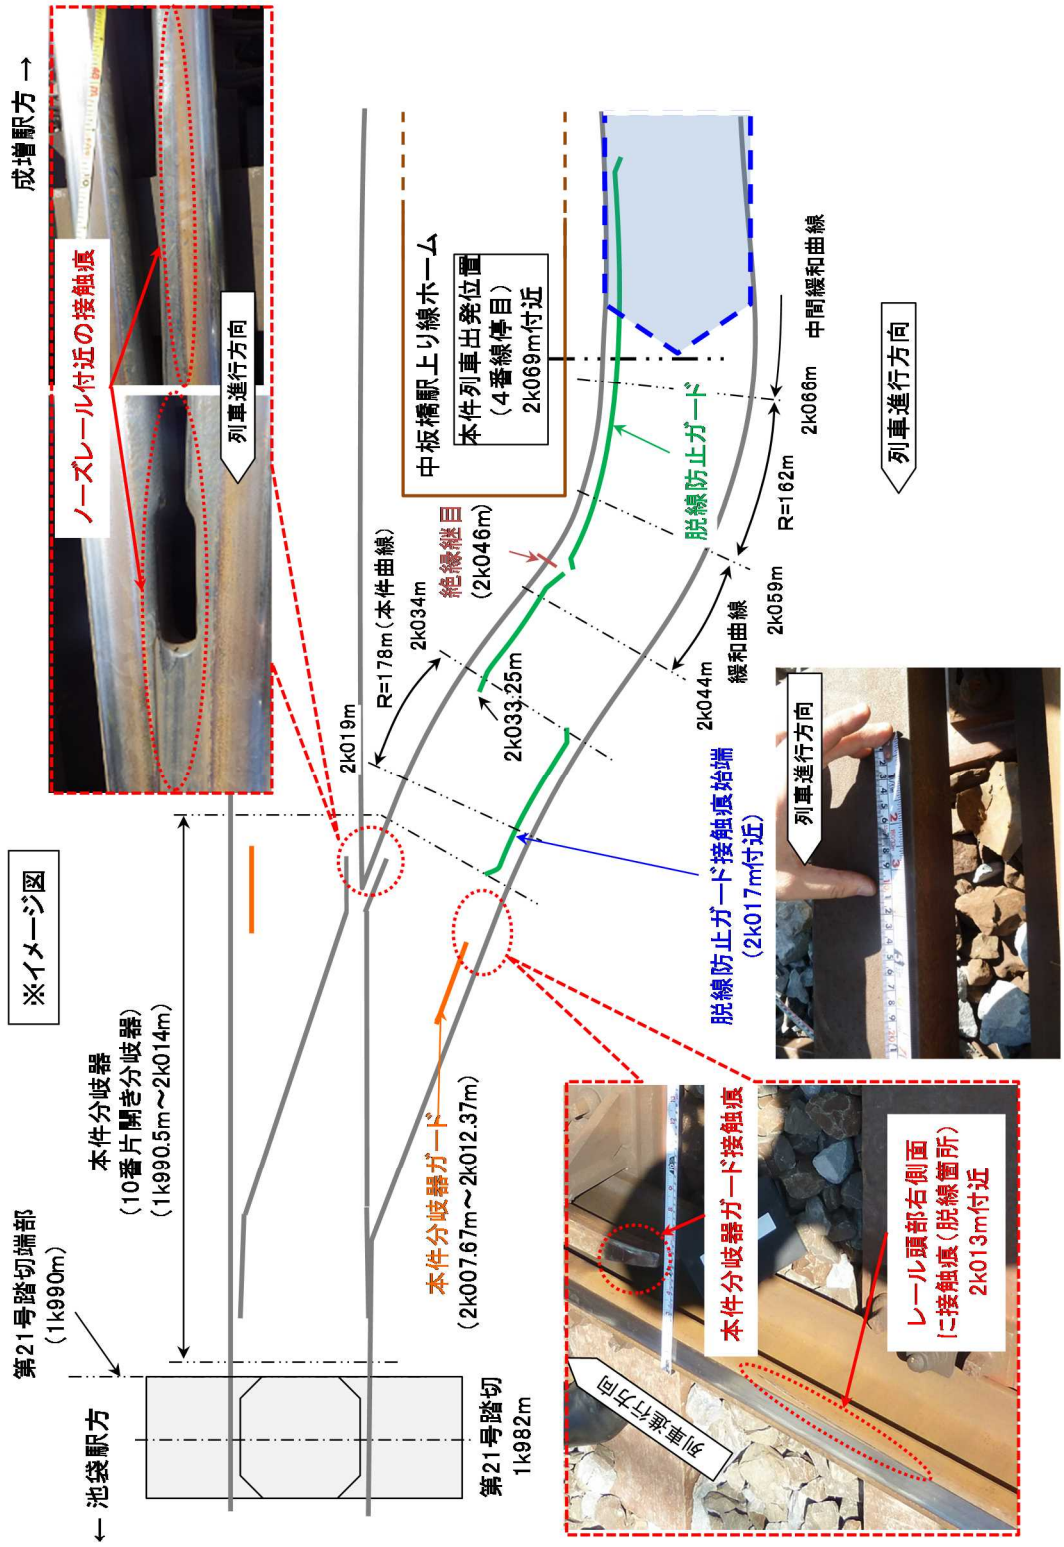 ※イメージ図
← 池袋駅方
成増駅方 →
第21号踏切端部
(1k990m)
本件分岐器
(10番片開き分岐器)
(1k990.5m～2k014m)
ノーズレール付近の接触痕
列車進行方向
第21号踏切
1k982m
本件分岐器ガード
(2k007.67m～2k012.37m)
2k019m
R=178m(本件曲線)
2k034m
2k033.25m
絶縁継目
(2k046m)
中板橋駅上り線ホーム
本件列車出発位置
(4番線停目)
2k069m付近
脱線防止ガード
脱線防止ガード接触痕始端
(2k017m付近)
2k044m
緩和曲線
2k059m
R=162m
2k066m
中間緩和曲線
列車進行方向
列車進行方向
本件分岐器ガード接触痕
レール頭部右側面
に接触痕(脱線箇所)
2k013m付近
列車進行方向